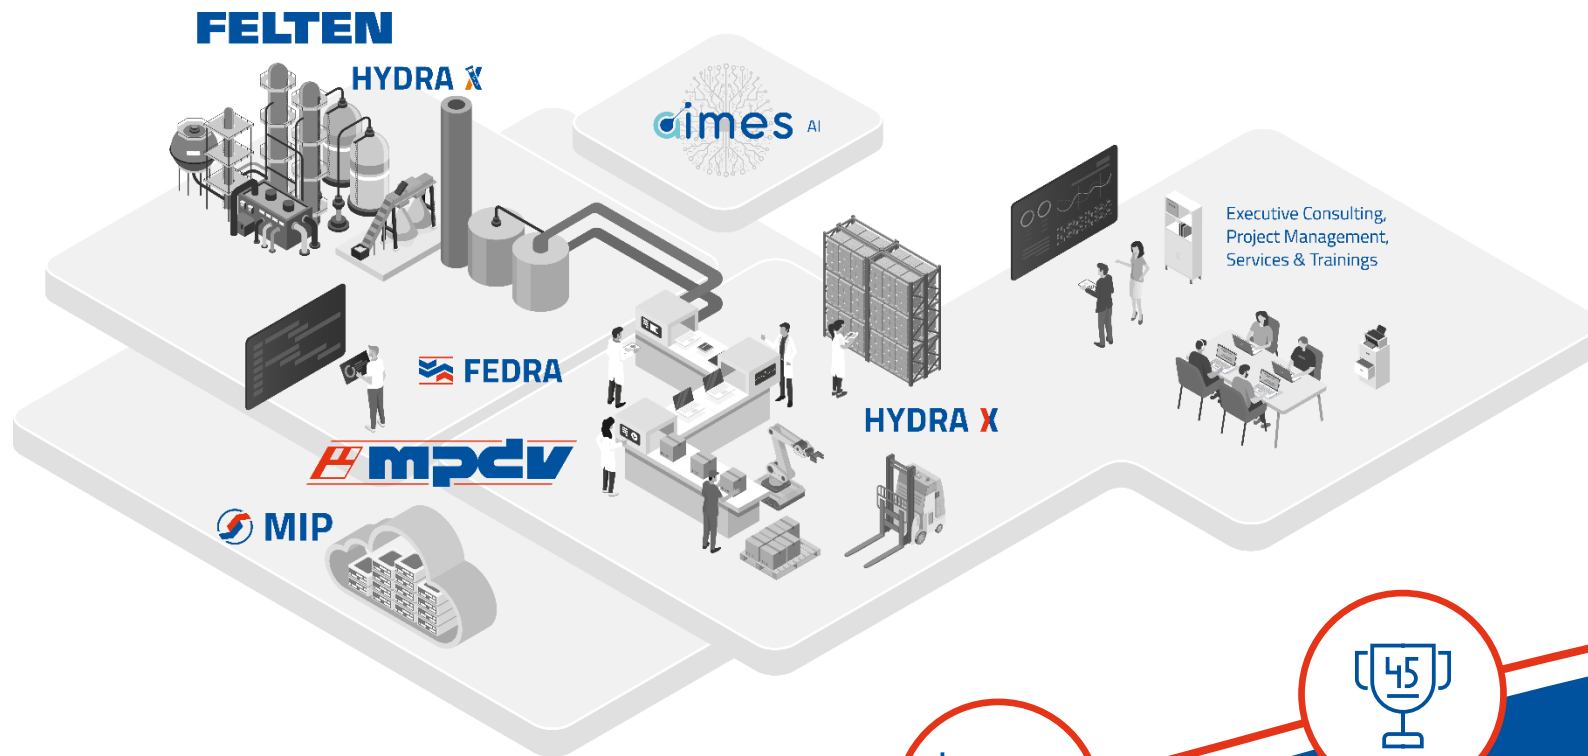 FELTEN
HYDRA X
aimes AI
Executive Consulting,
Project Management,
Services & Trainings
FEDRA
HYDRA X
mpdv
MIP
45